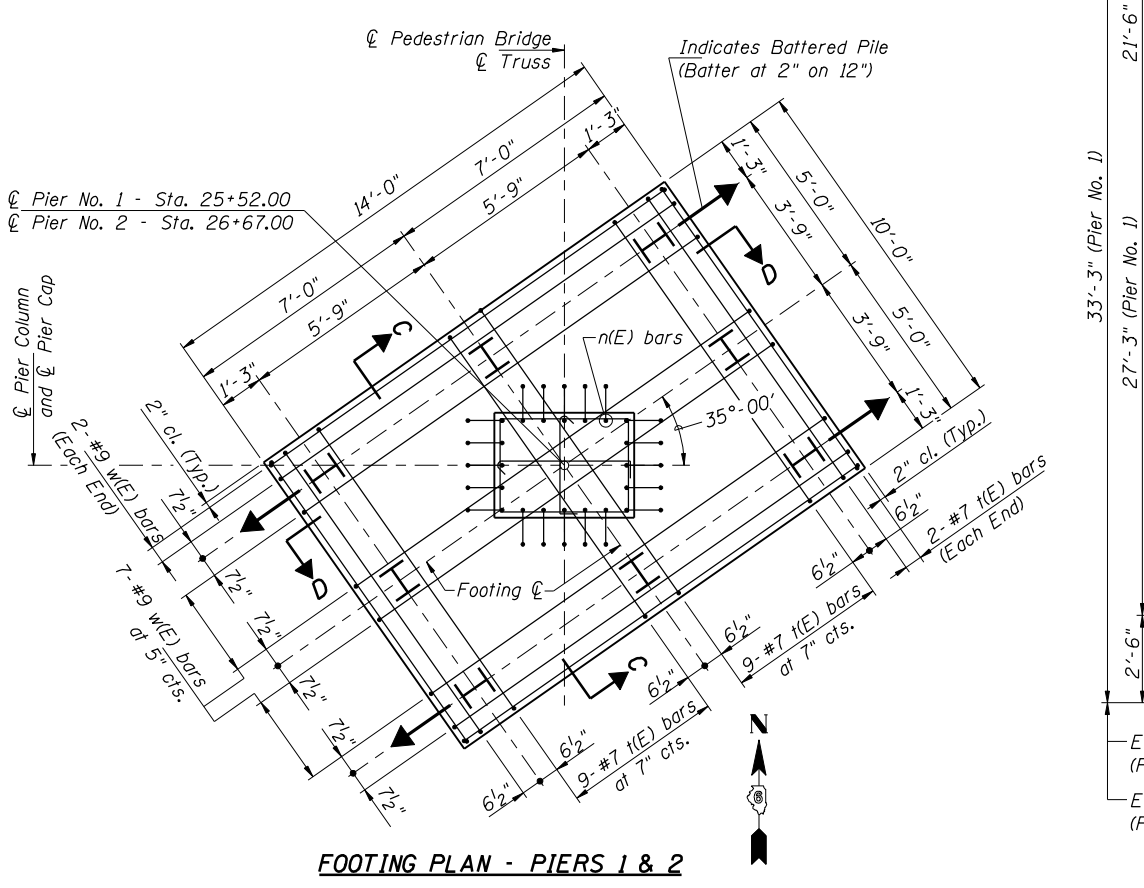 ℄ Pedestrian Bridge
℄ Truss
Indicates Battered Pile
(Batter at 2" on 12")
℄ Pier No. 1 - Sta. 25+52.00
℄ Pier No. 2 - Sta. 26+67.00
14'-0"
7'-0"
7'-0"
5'-9"
5'-9"
1'-3"
1'-3"
1'-3"
5'-0"
3'-9"
10'-0"
3'-9"
5'-0"
1'-3"
℄ Pier Column
and ℄ Pier Cap
C
D
n(E) bars
35°-00'
2" cl. (Typ.)
2- #9 w(E) bars
(Each End)
7½"
7½"
7- #9 w(E) bars
at 5" cts.
7½"
7½"
7½"
7½"
D
Footing ℄
C
2" cl. (Typ.)
2- #7 t(E) bars
(Each End)
6½"
6½"
9- #7 t(E) bars
at 7" cts.
6½"
6½"
9- #7 t(E) bars
at 7" cts.
6½"
6½"
N
6
FOOTING PLAN - PIERS 1 & 2
21'-6"
33'-3" (Pier No. 1)
27'-3" (Pier No. 1)
2'-6"
E
(F
E
(F